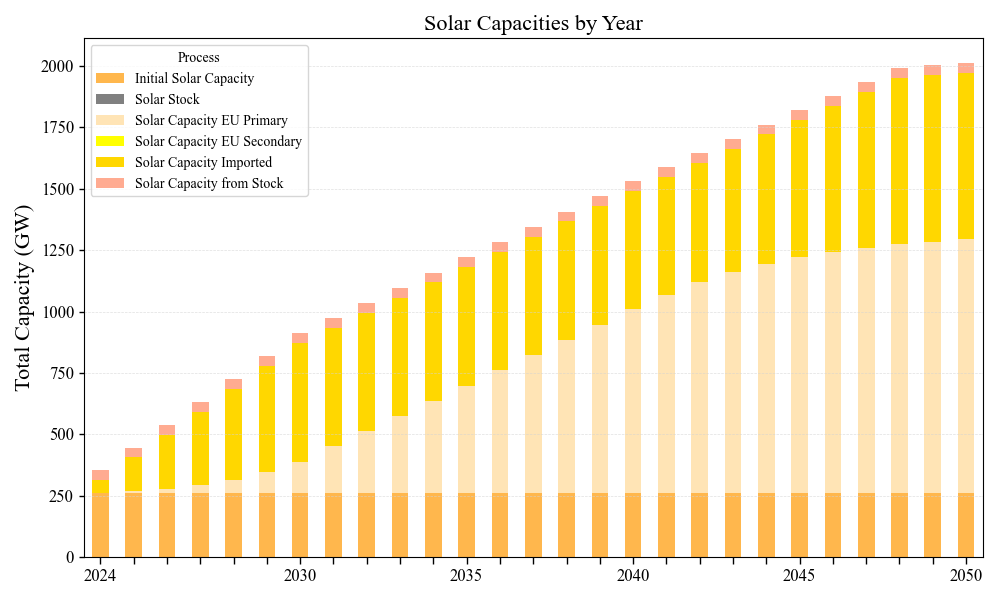 Solar Capacities by Year
Process
Initial Solar Capacity
Solar Stock
Solar Capacity EU Primary
Solar Capacity EU Secondary
Solar Capacity Imported
Solar Capacity from Stock
Total Capacity (GW)
2000
1750
1500
1250
1000
750
500
250
0
2024 2030 2035 2040 2045 2050